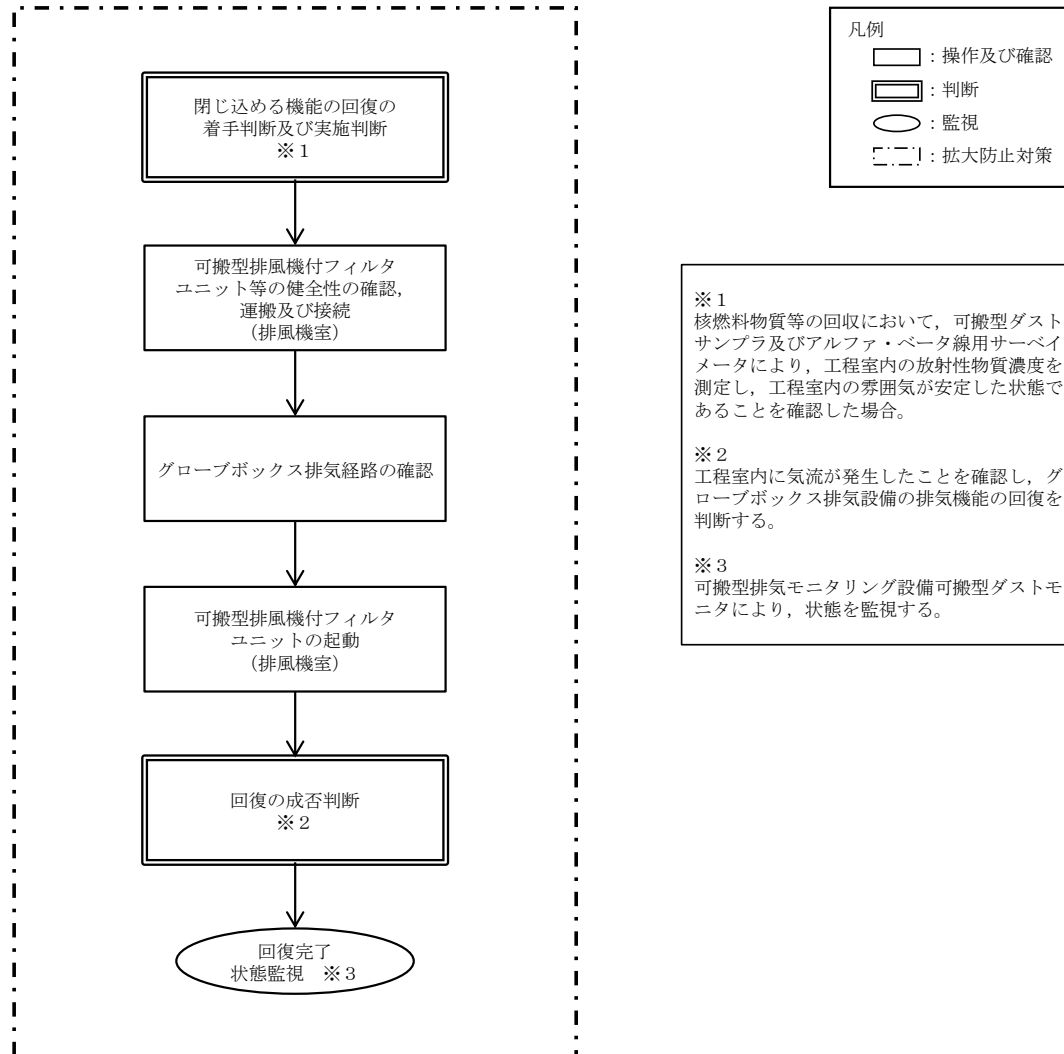 閉じ込める機能の回復の
着手判断及び実施判断
※１
可搬型排風機付フィルタ
ユニット等の健全性の確認，
運搬及び接続
（排風機室）
グローブボックス排気経路の確認
可搬型排風機付フィルタ
ユニットの起動
（排風機室）
回復の成否判断
※２
回復完了
状態監視　※３
凡例
：操作及び確認
：判断
：監視
：拡大防止対策
※１
核燃料物質等の回収において，可搬型ダスト
サンプラ及びアルファ・ベータ線用サーベイ
メータにより，工程室内の放射性物質濃度を
測定し，工程室内の雰囲気が安定した状態で
あることを確認した場合。
※２
工程室内に気流が発生したことを確認し，グ
ローブボックス排気設備の排気機能の回復を
判断する。
※３
可搬型排気モニタリング設備可搬型ダストモ
ニタにより，状態を監視する。